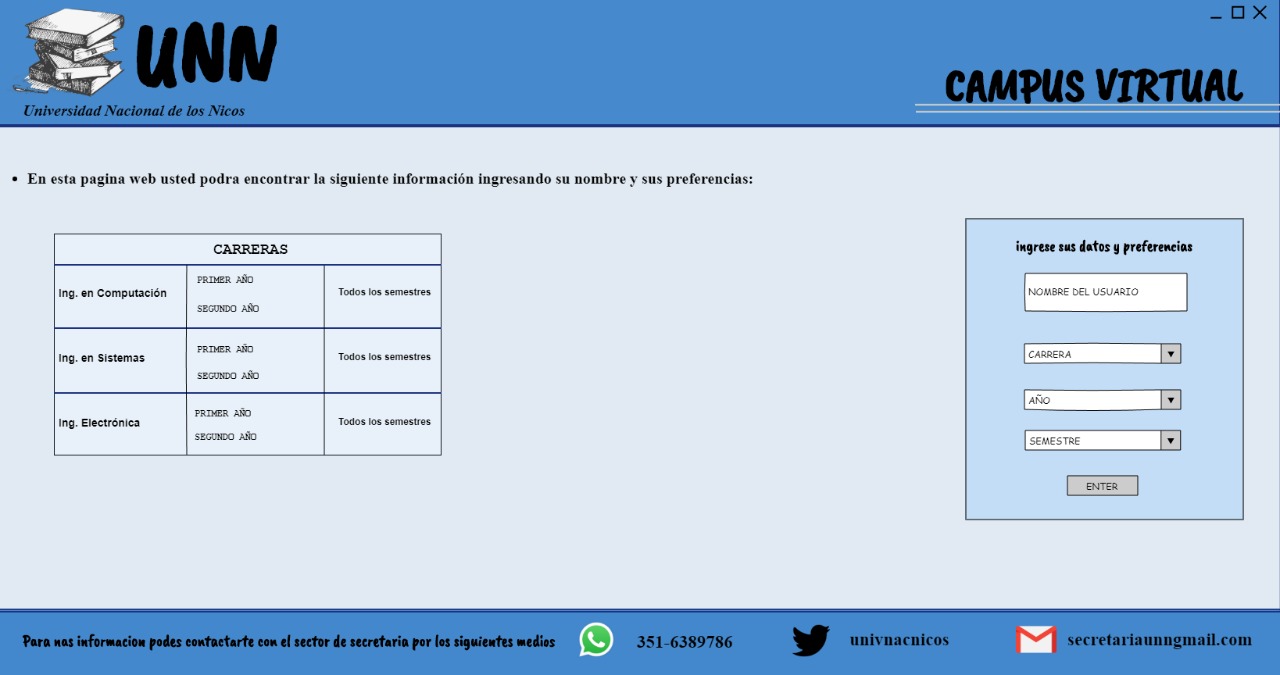 UNN
Universidad Nacional de los Nicos
CAMPUS VIRTUAL
• En esta pagina web usted podra encontrar la siguiente información ingresando su nombre y sus preferencias:
CARRERAS
Ing. en Computación
PRIMER AÑO
SEGUNDO AÑO
Todos los semestres
Ing. en Sistemas
PRIMER AÑO
SEGUNDO AÑO
Todos los semestres
Ing. Electrónica
PRIMER AÑO
SEGUNDO AÑO
Todos los semestres
ingrese sus datos y preferencias
NOMBRE DEL USUARIO
CARRERA
AÑO
SEMESTRE
ENTER
Para nas informacion podes contactarte con el sector de secretaria por los siguientes medios
351-6389786
univnacnicos
secretariaunngmail.com